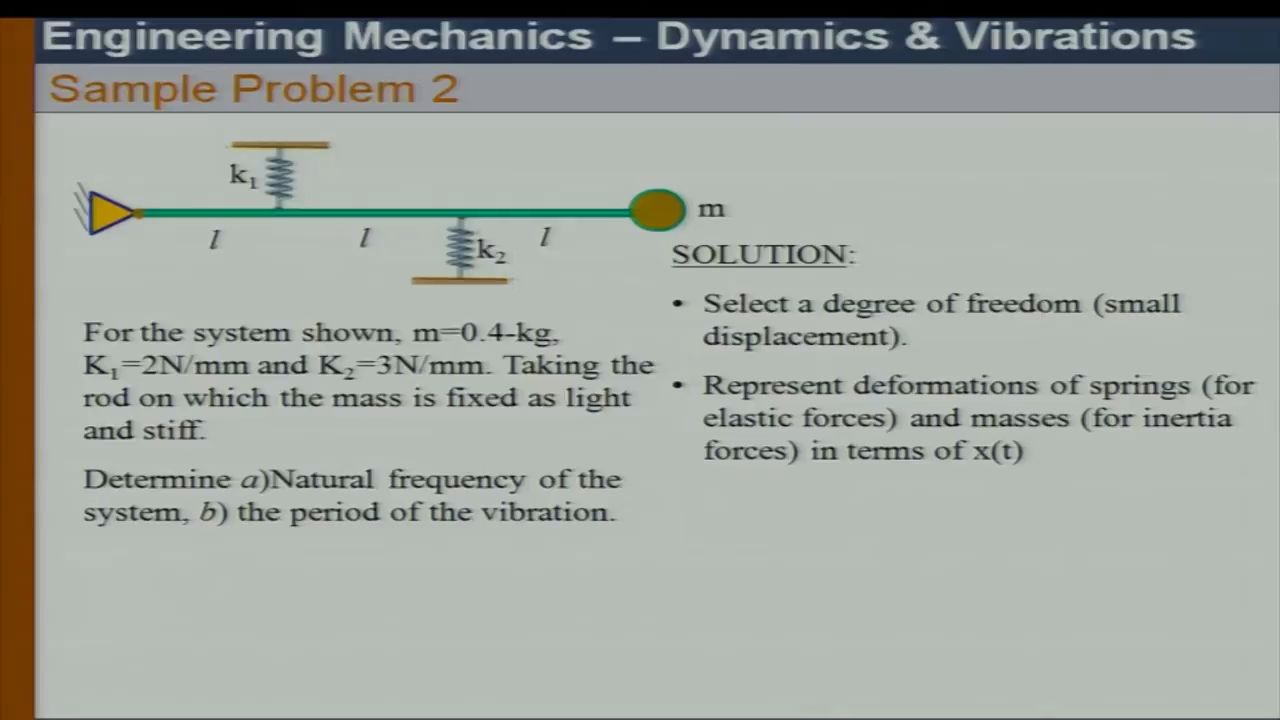 Engineering Mechanics – Dynamics & Vibrations
Sample Problem 2
k₁
m
l
l
l
k₂
SOLUTION:
• Select a degree of freedom (small
displacement).
• Represent deformations of springs (for
elastic forces) and masses (for inertia
forces) in terms of x(t)
For the system shown, m=0.4-kg,
K₁=2N/mm and K₂=3N/mm. Taking the
rod on which the mass is fixed as light
and stiff.
Determine a)Natural frequency of the
system, b) the period of the vibration.